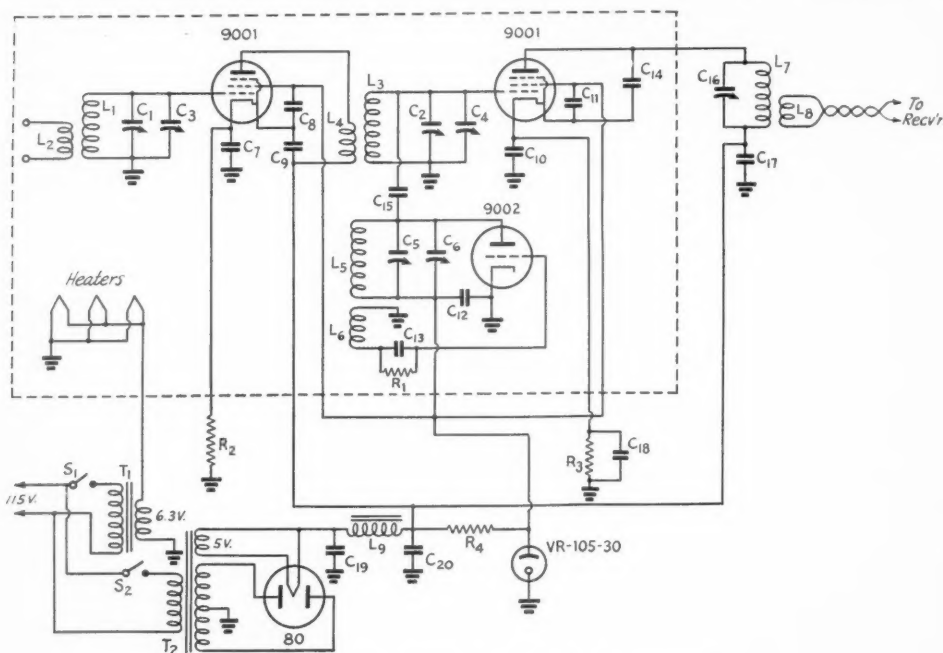 9001
9001
L2
L1
C1
C3
C7
C8
C9
L4
L3
C2
C4
C10
C11
C14
C16
L7
L8
To
Recv'r
C17
C15
9002
L5
C5
C6
C12
L6
C13
R1
Heaters
R2
R3
C18
S1
T1
115V.
6.3V.
S2
5V.
T2
80
C19
L9
C20
R4
VR-105-30